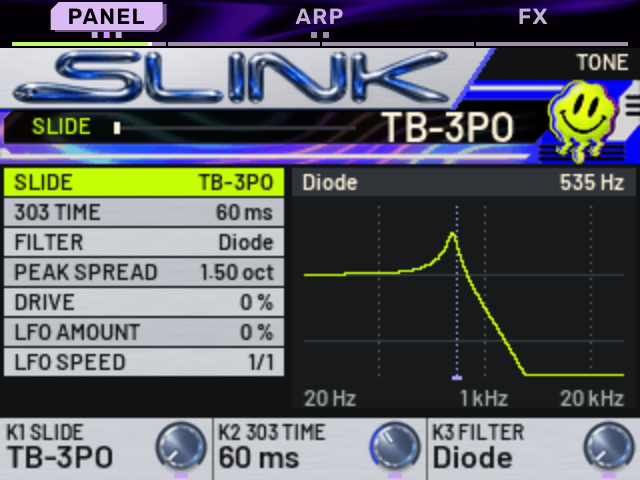 PANEL ARP FX
SLINK TONE
SLIDE TB-3PO
SLIDE TB-3PO
303 TIME 60 ms
FILTER Diode
PEAK SPREAD 1.50 oct
DRIVE 0 %
LFO AMOUNT 0 %
LFO SPEED 1/1
Diode 535 Hz
20 Hz 1 kHz 20 kHz
K1 SLIDE
TB-3PO
K2 303 TIME
60 ms
K3 FILTER
Diode